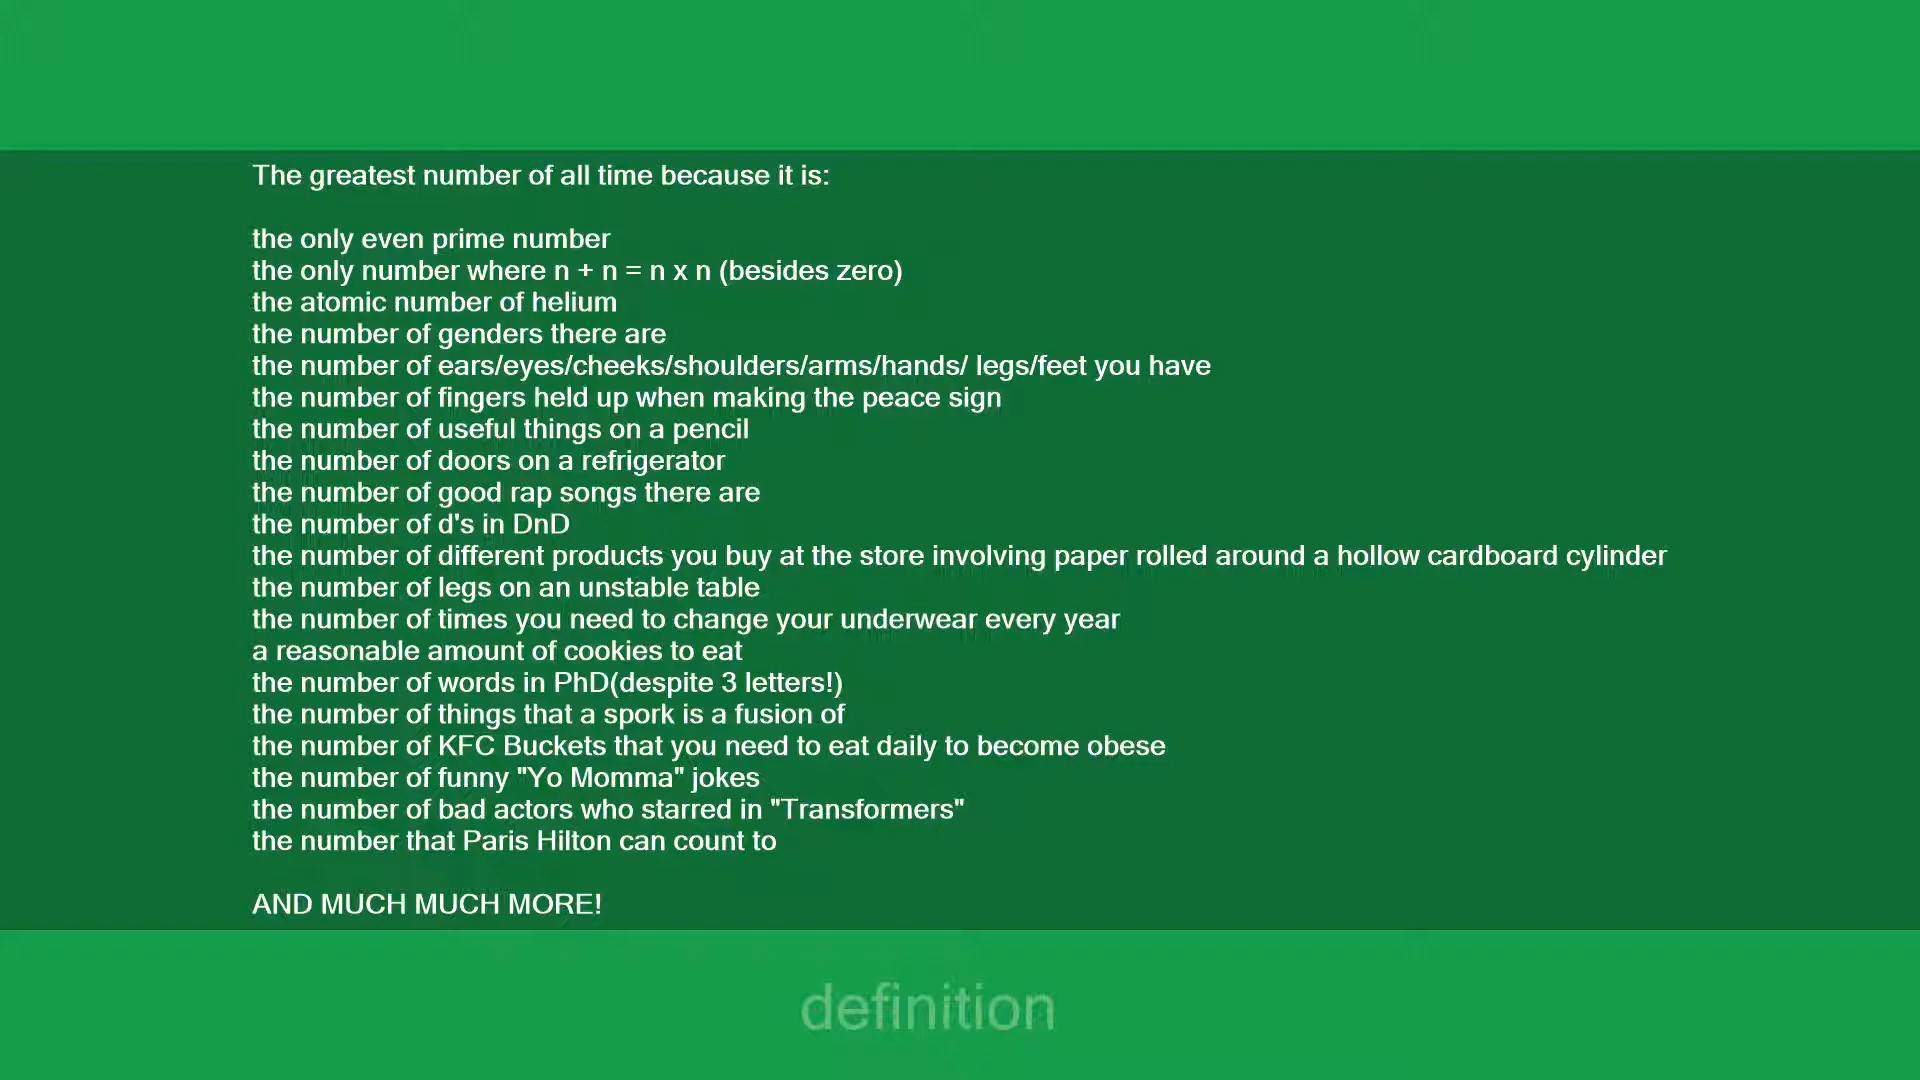 The greatest number of all time because it is:
the only even prime number
the only number where n + n = n x n (besides zero)
the atomic number of helium
the number of genders there are
the number of ears/eyes/cheeks/shoulders/arms/hands/ legs/feet you have
the number of fingers held up when making the peace sign
the number of useful things on a pencil
the number of doors on a refrigerator
the number of good rap songs there are
the number of d's in DnD
the number of different products you buy at the store involving paper rolled around a hollow cardboard cylinder
the number of legs on an unstable table
the number of times you need to change your underwear every year
a reasonable amount of cookies to eat
the number of words in PhD(despite 3 letters!)
the number of things that a spork is a fusion of
the number of KFC Buckets that you need to eat daily to become obese
the number of funny "Yo Momma" jokes
the number of bad actors who starred in "Transformers"
the number that Paris Hilton can count to
AND MUCH MUCH MORE!
definition